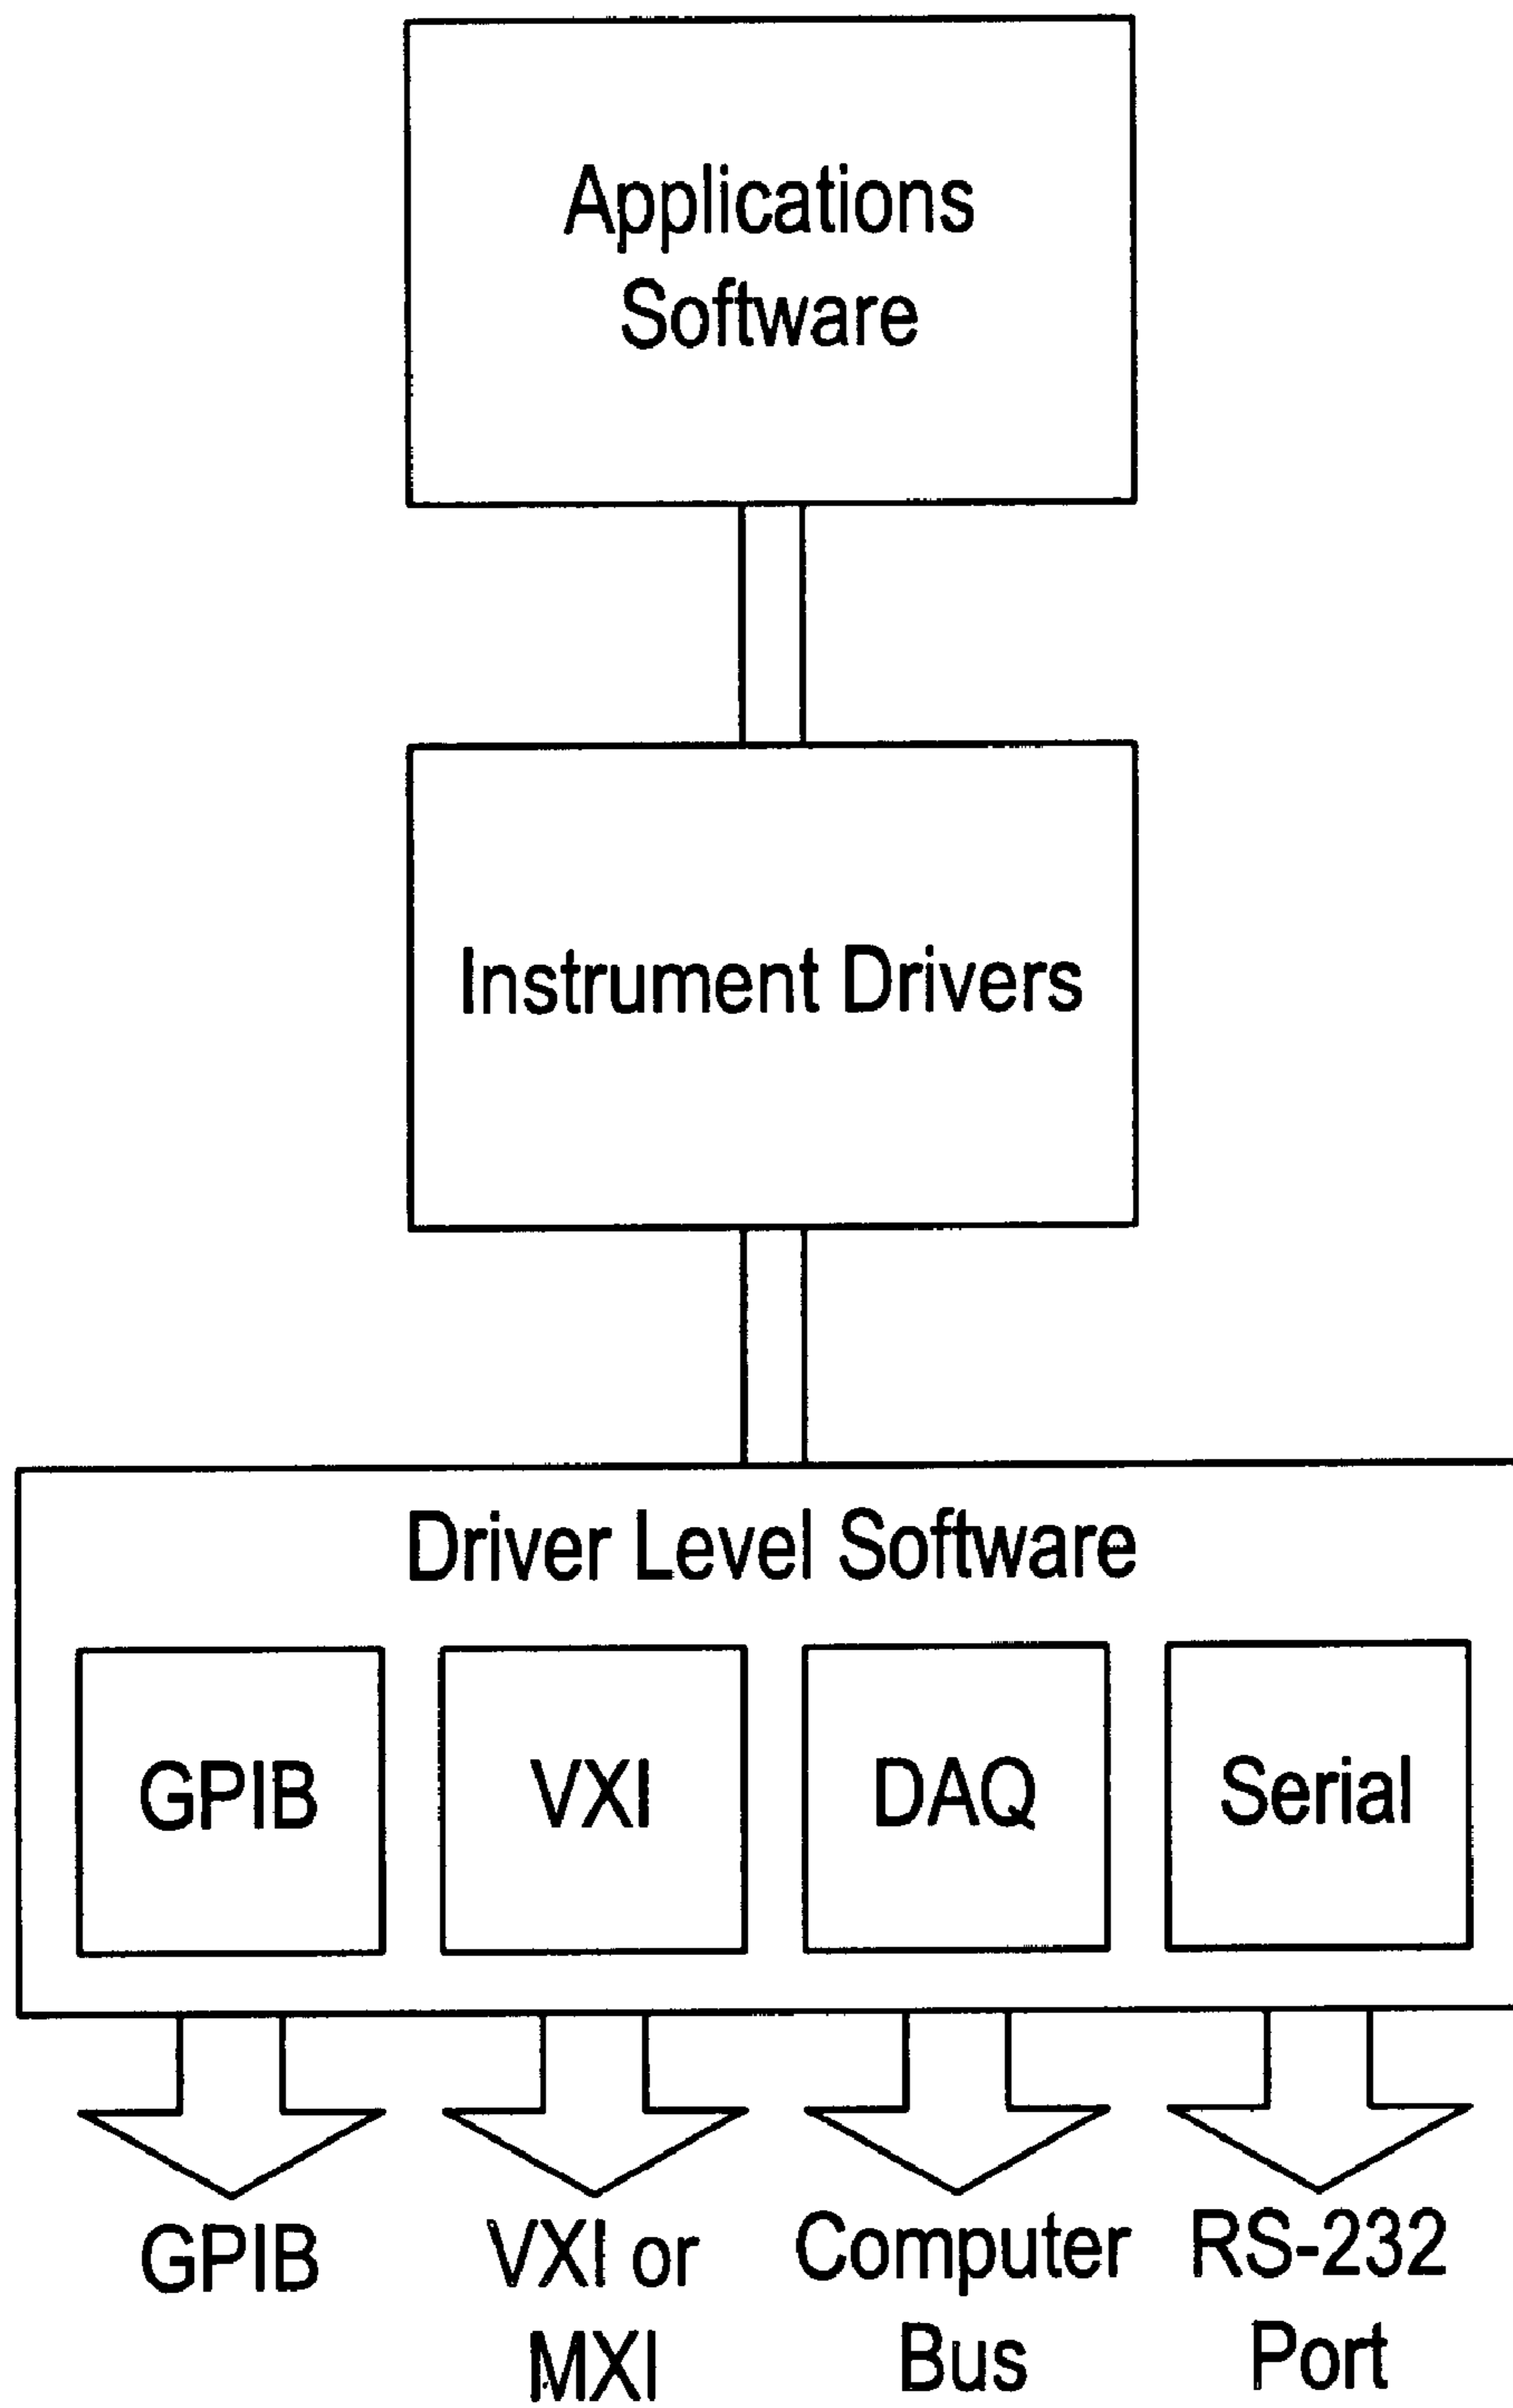 Applications
Software
Instrument Drivers
Driver Level Software
GPIB
VXI
DAQ
Serial
GPIB
VXI or
MXI
Computer
Bus
RS-232
Port